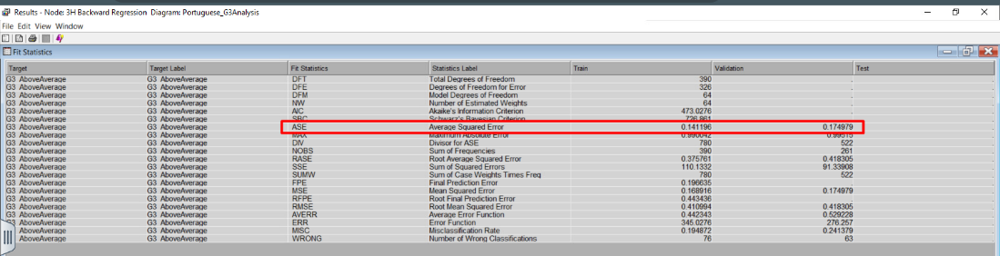 Results - Node: 3H Backward Regression Diagram: Portuguese_G3Analysis
File Edit View Window
Fit Statistics
Target Target Label Fit Statistics Statistics Label Train Validation Test
G3_AboveAverage G3_AboveAverage DFT Total Degrees of Freedom 390 . .
G3_AboveAverage G3_AboveAverage DFE Degrees of Freedom for Error 326 . .
G3_AboveAverage G3_AboveAverage DFM Model Degrees of Freedom 64 . .
G3_AboveAverage G3_AboveAverage NW Number of Estimated Weights 64 . .
G3_AboveAverage G3_AboveAverage AIC Akaike's Information Criterion 473.0276 . .
G3_AboveAverage G3_AboveAverage SBC Schwarz's Bayesian Criterion 726.861 . .
G3_AboveAverage G3_AboveAverage ASE Average Squared Error 0.141196 0.174979 .
G3_AboveAverage G3_AboveAverage MAX Maximum Absolute Error 0.990042 0.99515 .
G3_AboveAverage G3_AboveAverage DIV Divisor for ASE 780 522 .
G3_AboveAverage G3_AboveAverage NOBS Sum of Frequencies 390 261 .
G3_AboveAverage G3_AboveAverage RASE Root Average Squared Error 0.375761 0.418305 .
G3_AboveAverage G3_AboveAverage SSE Sum of Squared Errors 110.1332 91.33908 .
G3_AboveAverage G3_AboveAverage SUMW Sum of Case Weights Times Freq 780 522 .
G3_AboveAverage G3_AboveAverage FPE Final Prediction Error 0.196635 . .
G3_AboveAverage G3_AboveAverage MSE Mean Squared Error 0.168916 0.174979 .
G3_AboveAverage G3_AboveAverage RFPE Root Final Prediction Error 0.443436 . .
G3_AboveAverage G3_AboveAverage RMSE Root Mean Squared Error 0.410994 0.418305 .
G3_AboveAverage G3_AboveAverage AVERR Average Error Function 0.442343 0.529228 .
G3_AboveAverage ERR Error Function 345.0276 276.257 .
AboveAverage G3_AboveAverage MISC Misclassification Rate 0.194872 0.241379 .
AboveAverage G3_AboveAverage WRONG Number of Wrong Classifications 76 63 .